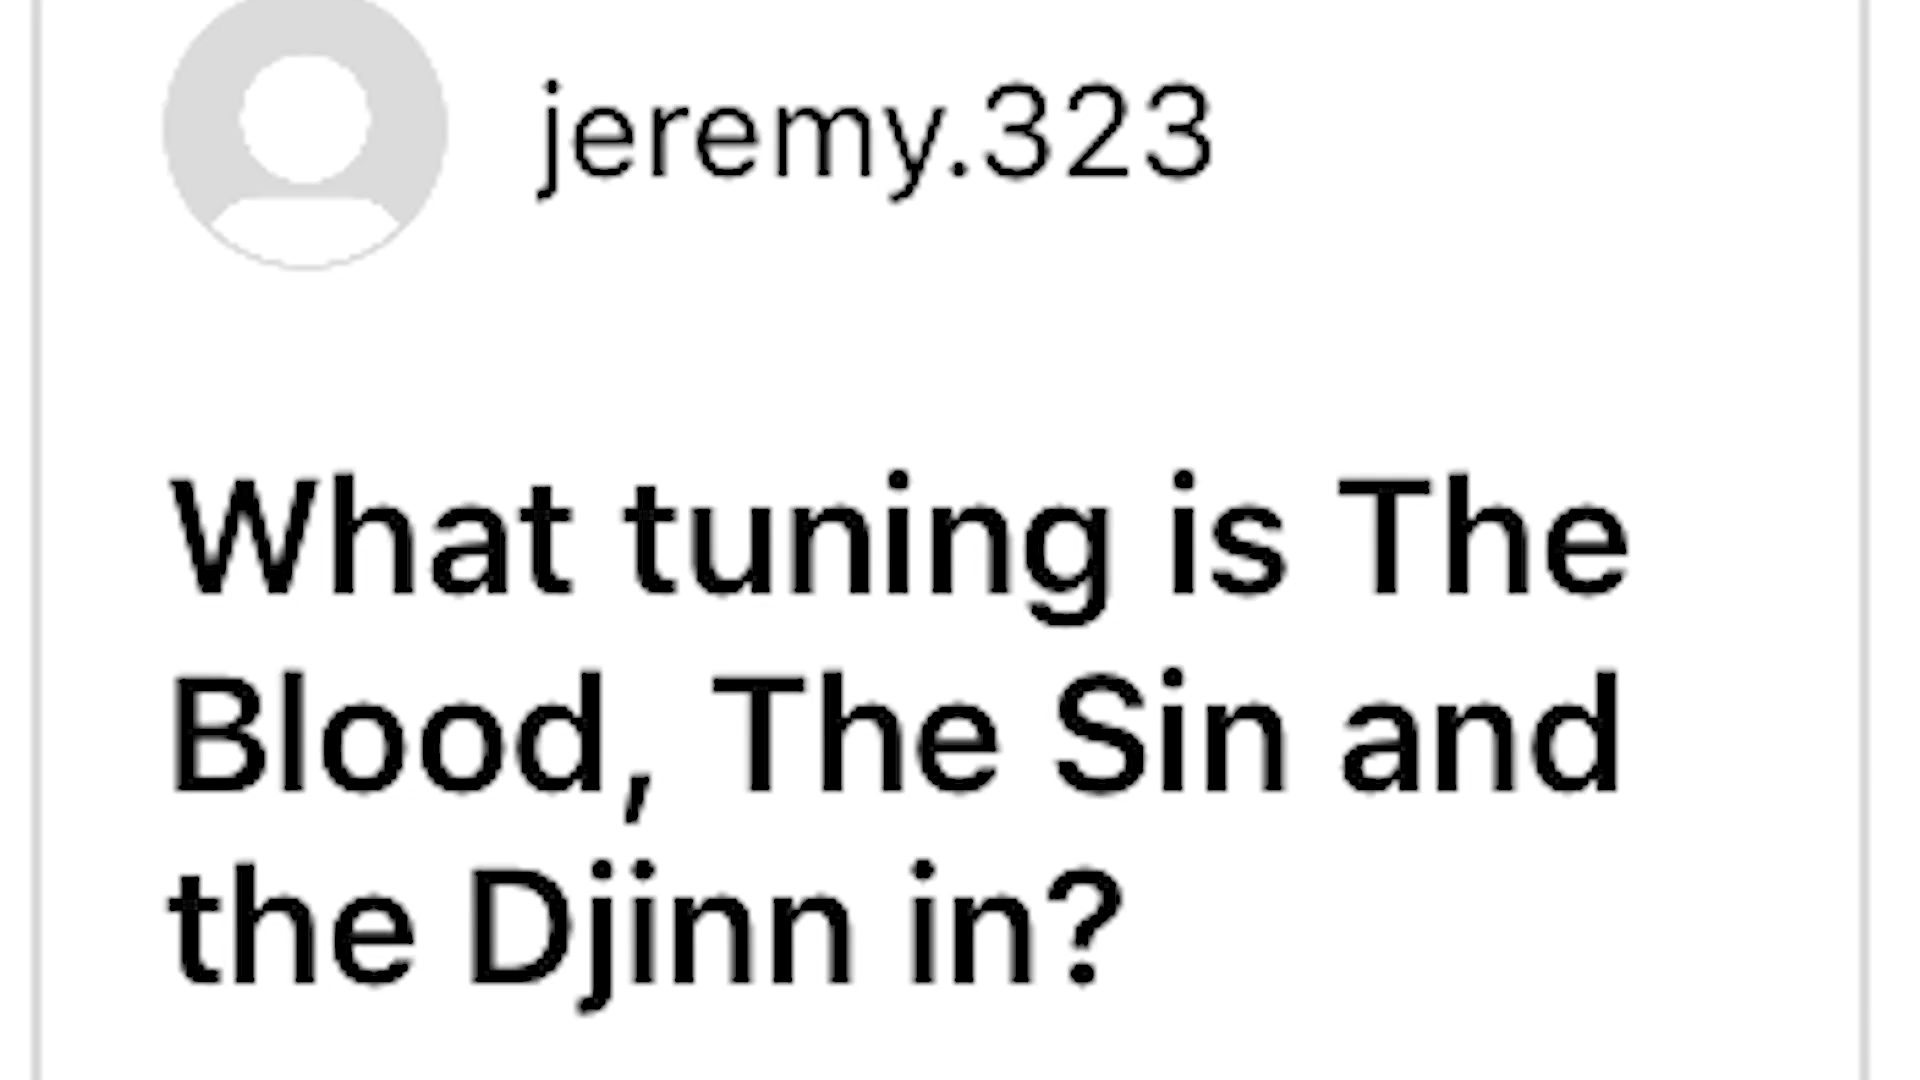 jeremy.323
What tuning is The
Blood, The Sin and
the Djinn in?